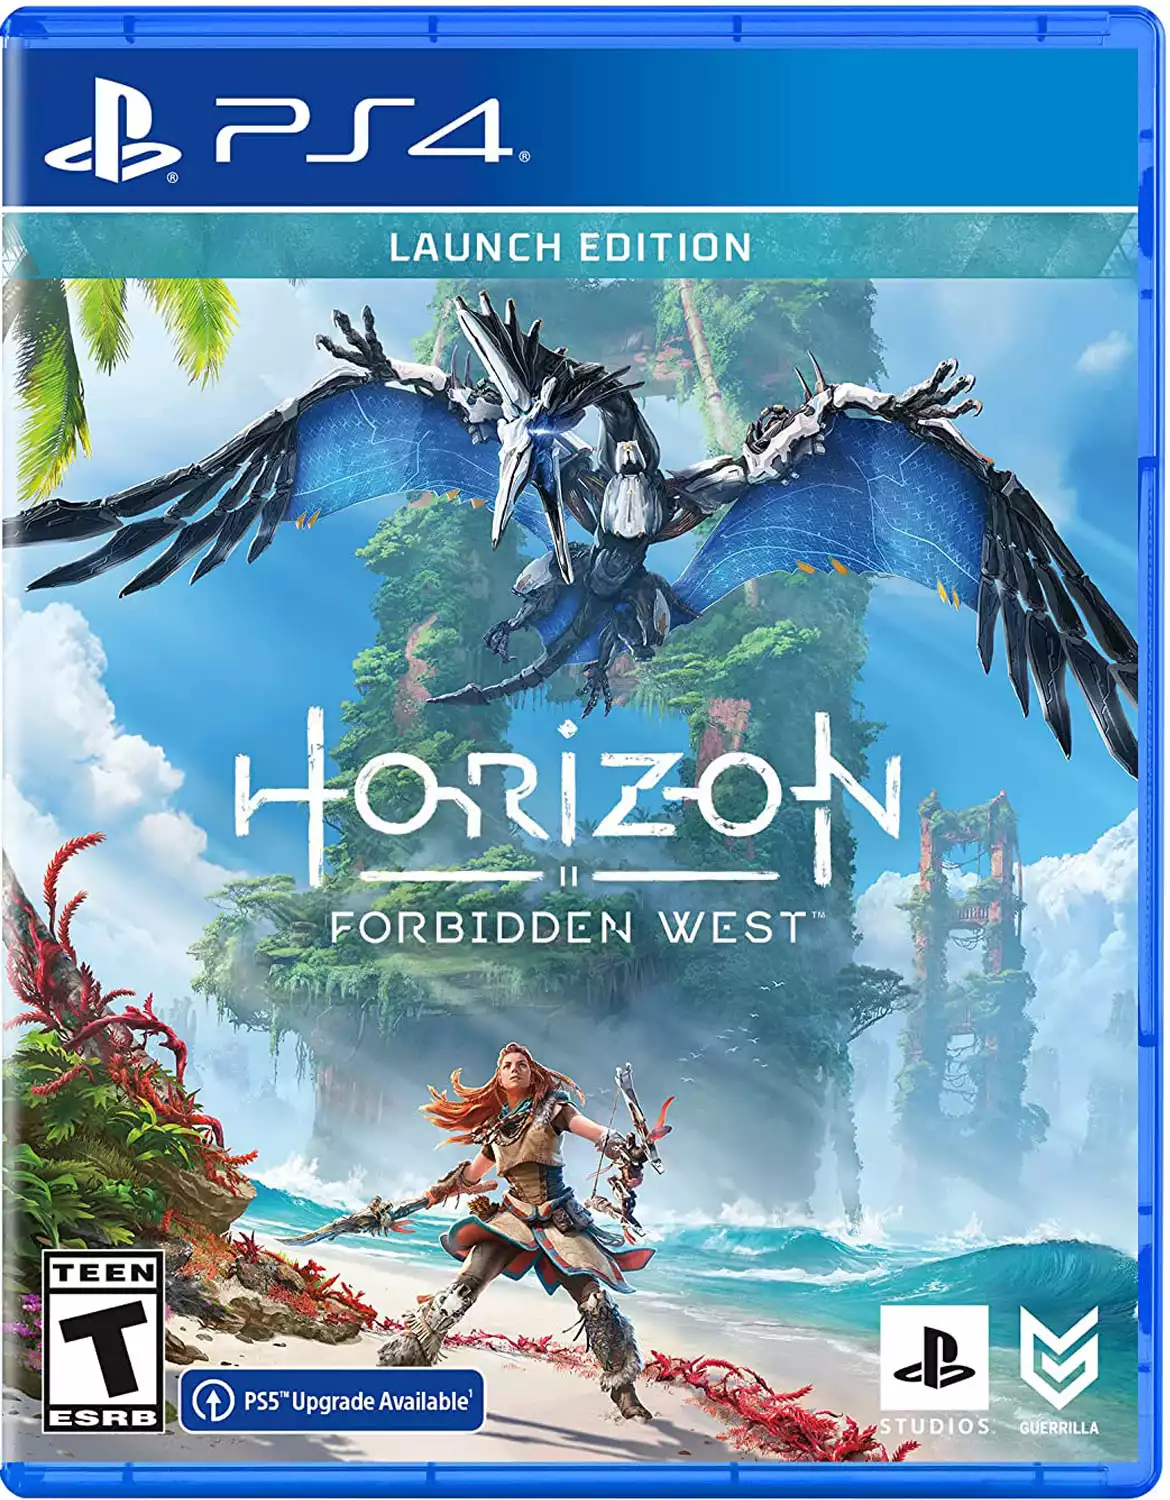 PS4®
LAUNCH EDITION
HORIZON
II
FORBIDDEN WEST™
TEEN
T
ESRB
PS5™ Upgrade Available¹
STUDIOS
GUERRILLA